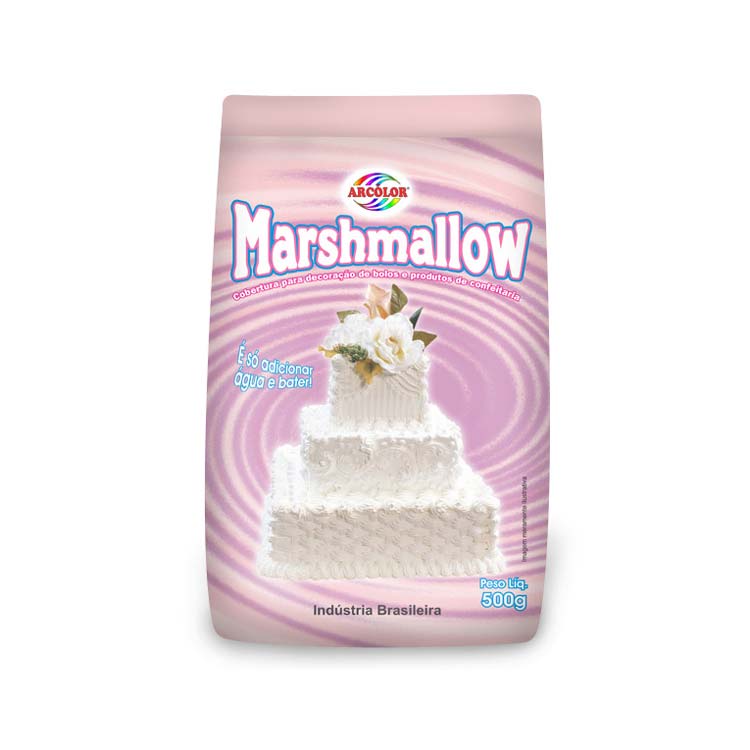 ARCÓLOR®
Marshmallow
Cobertura para decoração de bolos e produtos de confeitaria
É só adicionar
água e bater!
Imagem meramente ilustrativa
Peso Líq.
500g
Indústria Brasileira